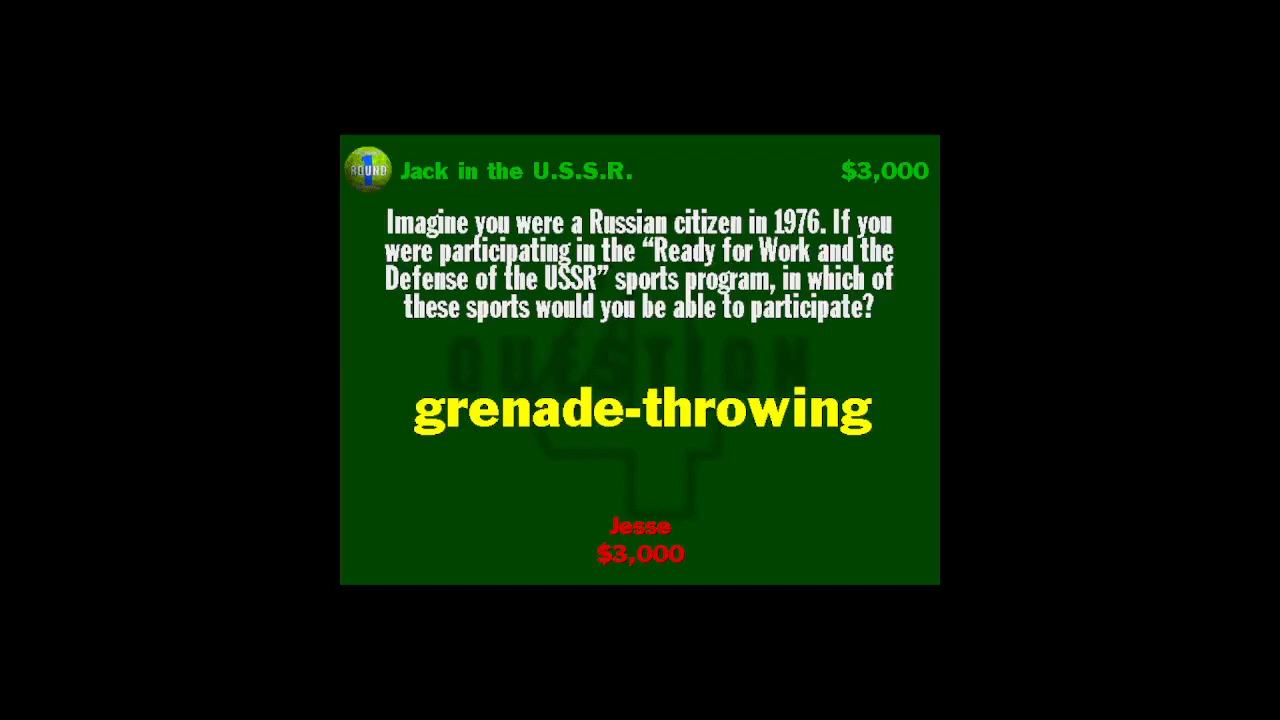 ROUND 1
Jack in the U.S.S.R.
$3,000
Imagine you were a Russian citizen in 1976. If you
were participating in the “Ready for Work and the
Defense of the USSR” sports program, in which of
these sports would you be able to participate?
QUESTION
4
grenade-throwing
Jesse
$3,000